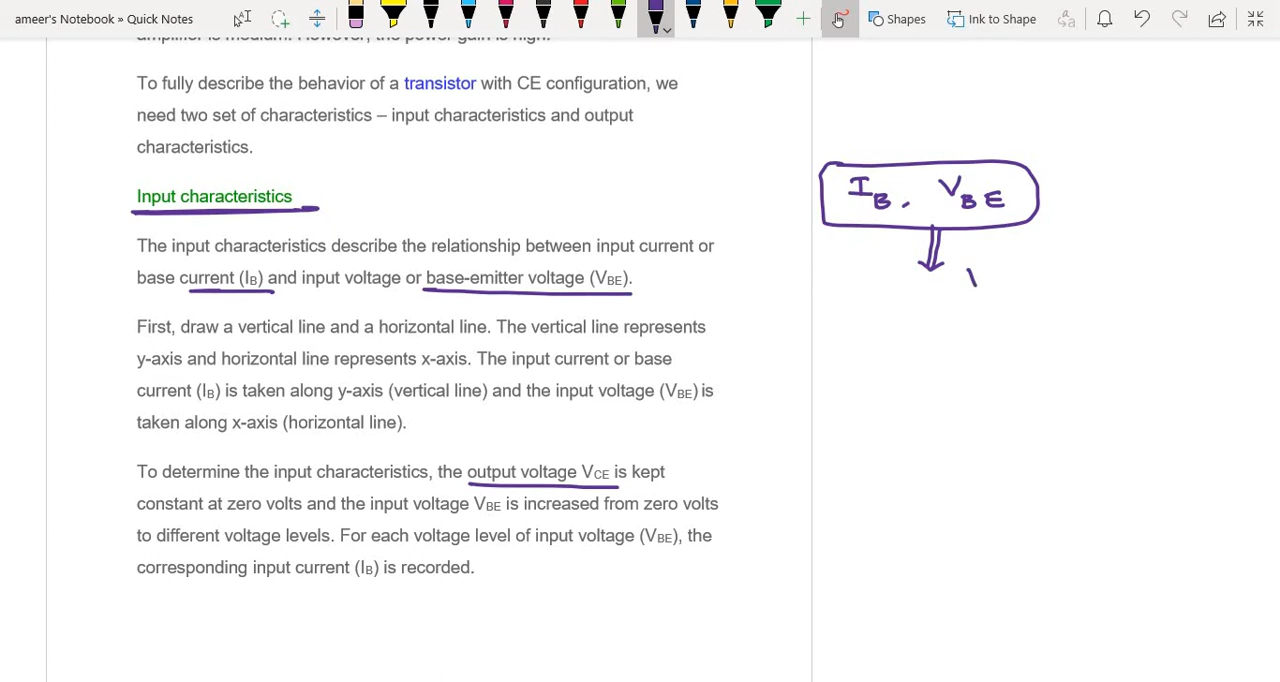 ameer's Notebook » Quick Notes
Shapes
Ink to Shape
amplifier is medium. However, the power gain is high.
To fully describe the behavior of a transistor with CE configuration, we
need two set of characteristics – input characteristics and output
characteristics.
Input characteristics
The input characteristics describe the relationship between input current or
base current (IB) and input voltage or base-emitter voltage (VBE).
First, draw a vertical line and a horizontal line. The vertical line represents
y-axis and horizontal line represents x-axis. The input current or base
current (IB) is taken along y-axis (vertical line) and the input voltage (VBE) is
taken along x-axis (horizontal line).
To determine the input characteristics, the output voltage VCE is kept
constant at zero volts and the input voltage VBE is increased from zero volts
to different voltage levels. For each voltage level of input voltage (VBE), the
corresponding input current (IB) is recorded.
IB, VBE